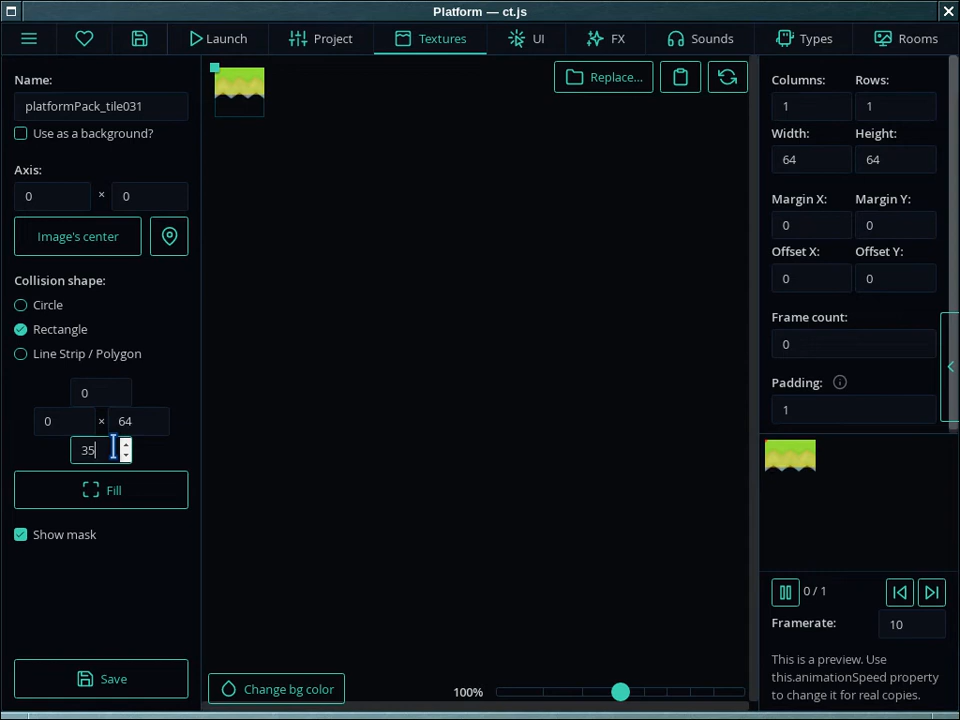 Platform — ct.js
Launch Project Textures UI FX Sounds Types Rooms
Name:
platformPack_tile031
Use as a background?
Axis:
0 × 0
Image's center
Collision shape:
Circle
Rectangle
Line Strip / Polygon
0
0 × 64
35
Fill
Show mask
Save
Replace...
Change bg color
100%
Columns: Rows:
1 1
Width: Height:
64 64
Margin X: Margin Y:
0 0
Offset X: Offset Y:
0 0
Frame count:
0
Padding:
1
0 / 1
Framerate: 10
This is a preview. Use
this.animationSpeed property
to change it for real copies.